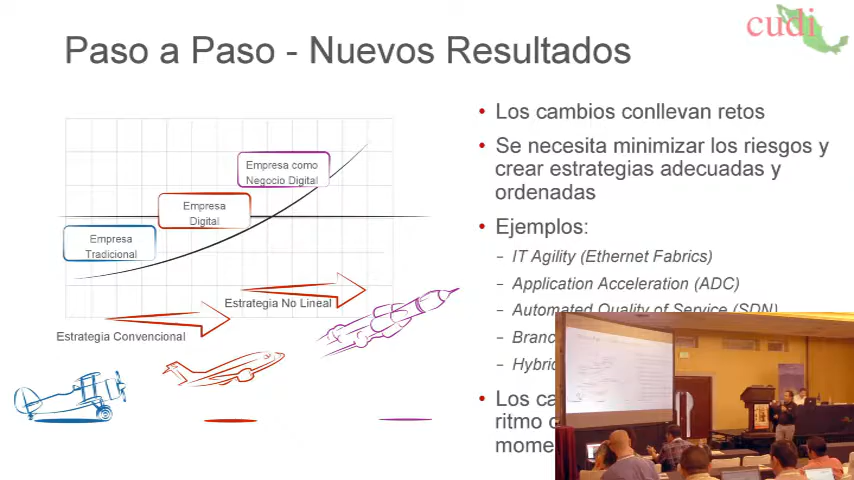 cudi
Paso a Paso - Nuevos Resultados
Empresa como
Negocio Digital
Empresa
Digital
Empresa
Tradicional
Estrategia No Lineal
Estrategia Convencional
• Los cambios conllevan retos
• Se necesita minimizar los riesgos y
crear estrategias adecuadas y
ordenadas
• Ejemplos:
- IT Agility (Ethernet Fabrics)
- Application Acceleration (ADC)
- Automated Quality of Service (SDN)
- Branc
- Hybri
• Los ca
ritmo
mome